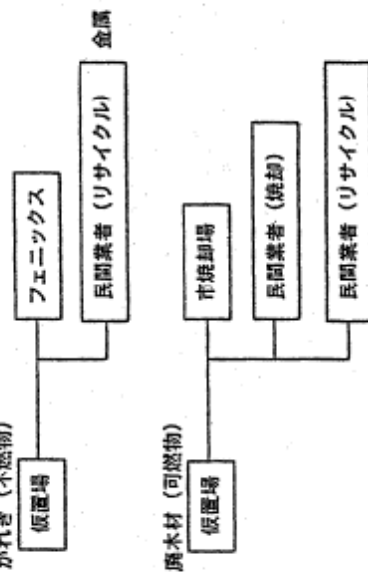 がれき（不燃物）
仮置場
フェニックス
民間業者（リサイクル）
金属
廃木材（可燃物）
仮置場
市焼却場
民間業者（焼却）
民間業者（リサイクル）